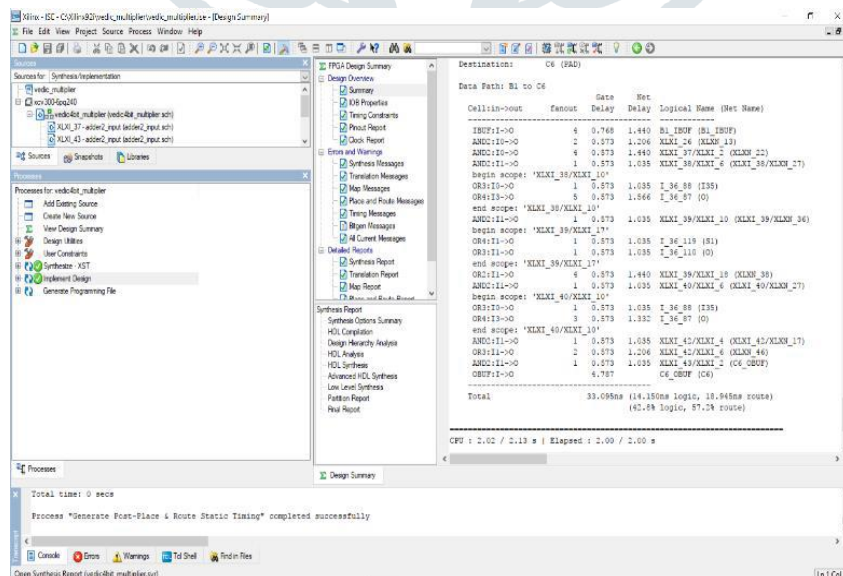 Xilinx - ISE - C:\Xilinx92i\vedic_multiplier\vedic_multiplier.ise - [Design Summary]
File Edit View Project Source Process Window Help
Sources
Sources for: Synthesis/Implementation
vedic_multiplier
xcv300-6pq240
vedic4bit_multiplier (vedic4bit_multiplier.sch)
XLXI_37 - adder2_input (adder2_input.sch)
XLXI_43 - adder2_input (adder2_input.sch)
Sources Snapshots Libraries
Processes
Processes for: vedic4bit_multiplier
Add Existing Source
Create New Source
View Design Summary
Design Utilities
User Constraints
Synthesize - XST
Implement Design
Generate Programming File
Processes
FPGA Design Summary
Design Overview
Summary
IOB Properties
Timing Constraints
Pinout Report
Clock Report
Errors and Warnings
Synthesis Messages
Translation Messages
Map Messages
Place and Route Messages
Timing Messages
Bitgen Messages
All Current Messages
Detailed Reports
Synthesis Report
Translation Report
Map Report
Place and Route Report
Synthesis Report
Synthesis Options Summary
HDL Compilation
Design Hierarchy Analysis
HDL Analysis
HDL Synthesis
Advanced HDL Synthesis
Low Level Synthesis
Partition Report
Final Report
Design Summary
Destination: C6 (PAD)
Data Path: B1 to C6
Gate Net
Cell:in->out fanout Delay Delay Logical Name (Net Name)
IBUF:I->O 4 0.768 1.440 B1_IBUF (B1_IBUF)
AND2:I0->O 2 0.573 1.206 XLXI_26 (XLXN_13)
AND2:I0->O 4 0.573 1.440 XLXI_37/XLXI_2 (XLXN_22)
AND2:I1->O 1 0.573 1.035 XLXI_38/XLXI_6 (XLXI_38/XLXN_27)
begin scope: 'XLXI_38/XLXI_10'
OR3:I0->O 1 0.573 1.035 I_36_88 (I35)
OR4:I3->O 5 0.573 1.566 I_36_87 (O)
end scope: 'XLXI_38/XLXI_10'
AND2:I1->O 1 0.573 1.035 XLXI_39/XLXI_10 (XLXI_39/XLXN_36)
begin scope: 'XLXI_39/XLXI_17'
OR4:I1->O 1 0.573 1.035 I_36_119 (S1)
OR4:I1->O 1 0.573 1.035 I_36_110 (O)
end scope: 'XLXI_39/XLXI_17'
OR2:I1->O 4 0.573 1.440 XLXI_39/XLXI_18 (XLXN_38)
AND2:I1->O 1 0.573 1.035 XLXI_40/XLXI_6 (XLXI_40/XLXN_27)
begin scope: 'XLXI_40/XLXI_10'
OR3:I0->O 1 0.573 1.035 I_36_88 (I35)
OR4:I3->O 3 0.573 1.332 I_36_87 (O)
end scope: 'XLXI_40/XLXI_10'
AND2:I1->O 1 0.573 1.035 XLXI_42/XLXI_4 (XLXI_42/XLXN_17)
OR3:I1->O 2 0.573 1.206 XLXI_42/XLXI_6 (XLXN_46)
AND2:I1->O 1 0.573 1.035 XLXI_43/XLXI_2 (C6_OBUF)
OBUF:I->O 4.787 C6_OBUF (C6)
Total 33.095ns (14.150ns logic, 18.945ns route)
(42.8% logic, 57.2% route)
CPU : 2.02 / 2.13 s | Elapsed : 2.00 / 2.00 s
Total time: 0 secs
Process "Generate Post-Place & Route Static Timing" completed successfully
Console Errors Warnings Tcl Shell Find in Files
Open Synthesis Report (vedic4bit_multiplier.syr)
Ln 1 Col